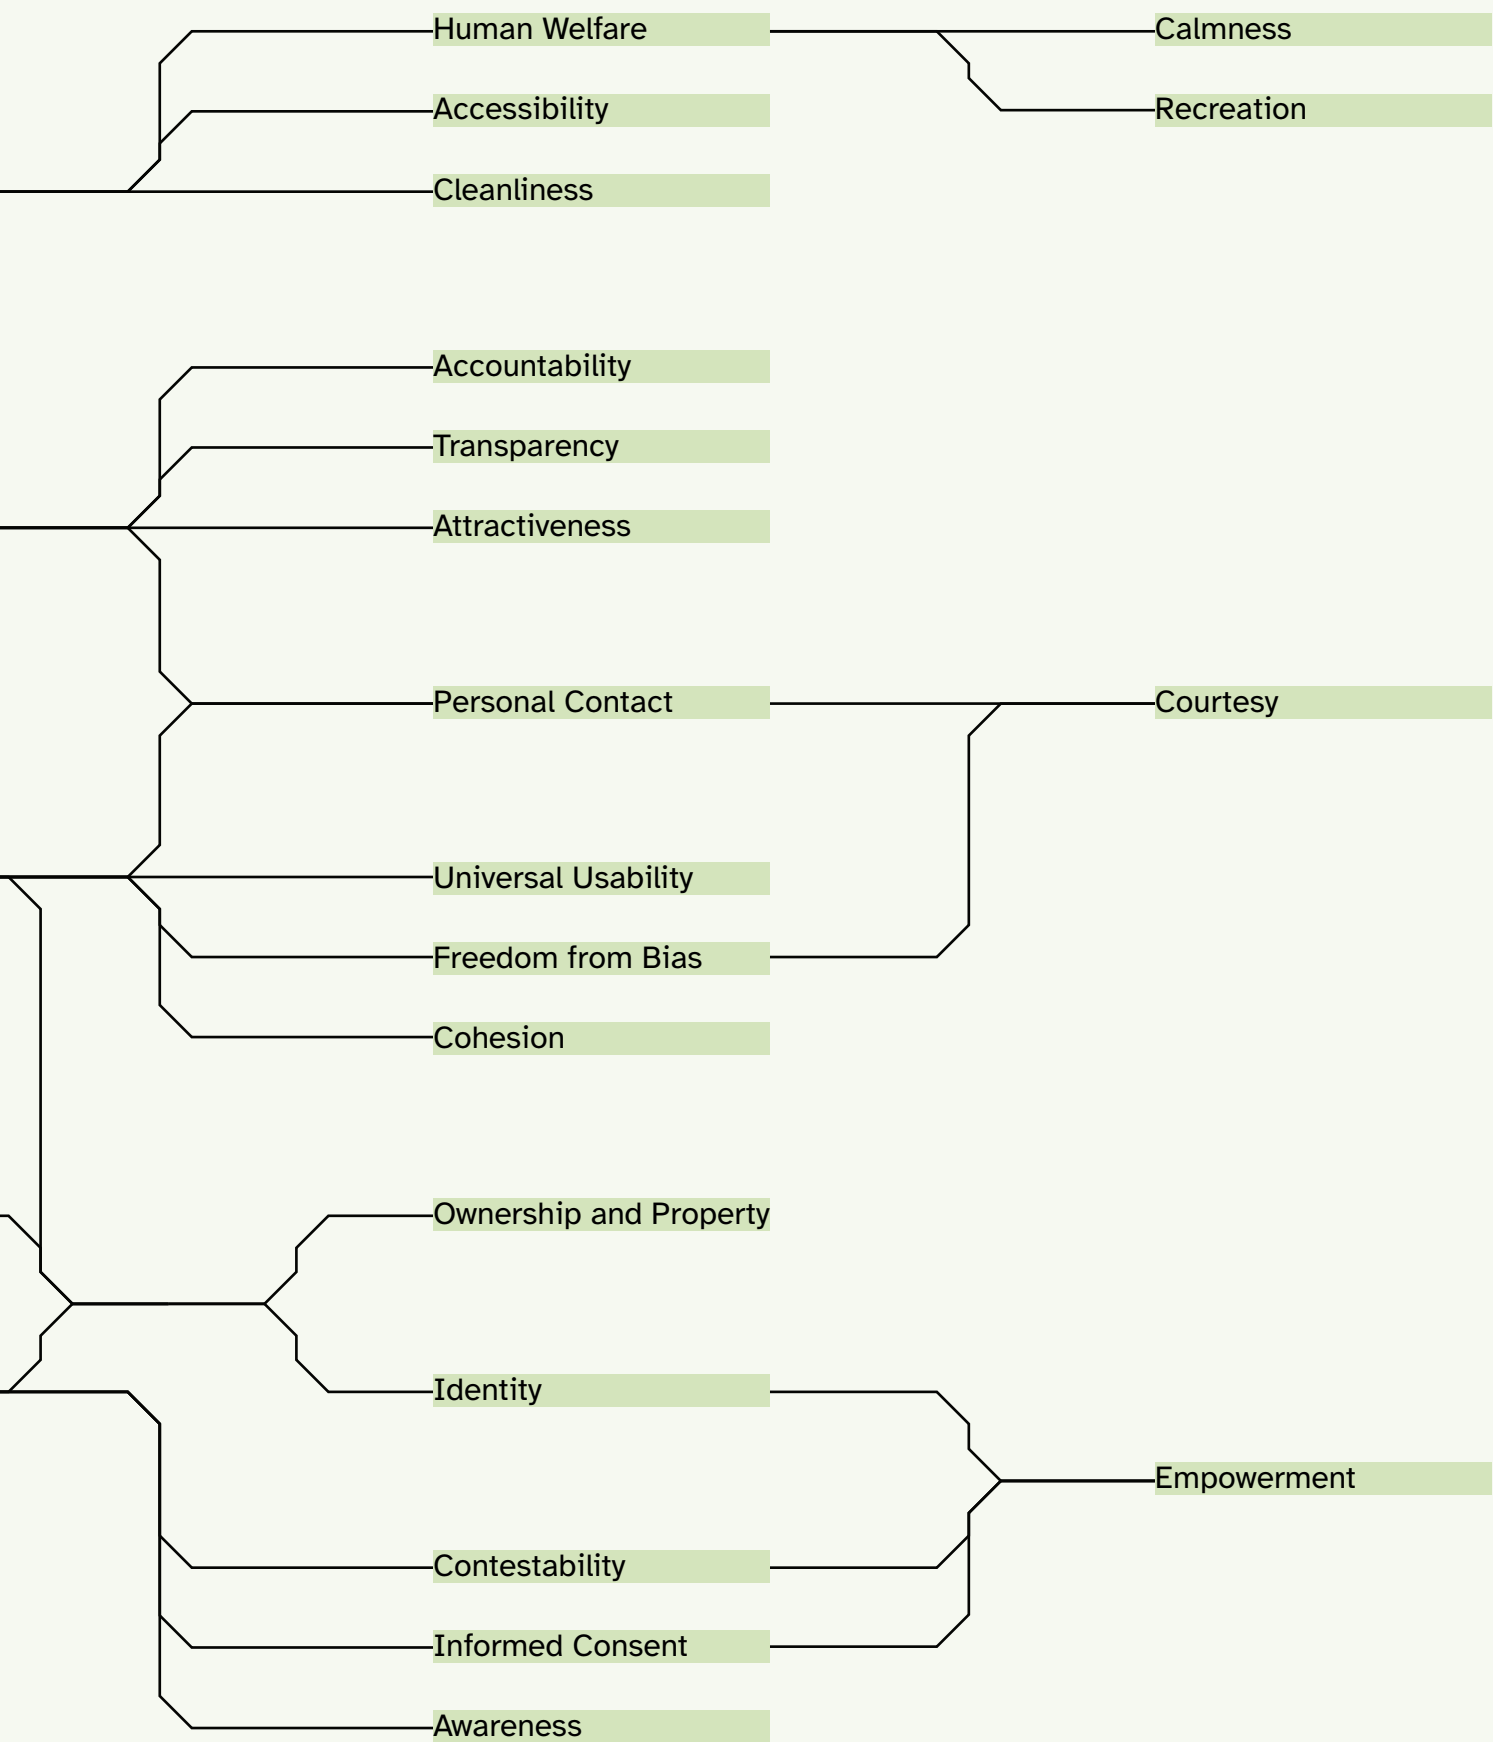 Human Welfare
Calmness
Accessibility
Recreation
Cleanliness
Accountability
Transparency
Attractiveness
Personal Contact
Courtesy
Universal Usability
Freedom from Bias
Cohesion
Ownership and Property
Identity
Empowerment
Contestability
Informed Consent
Awareness